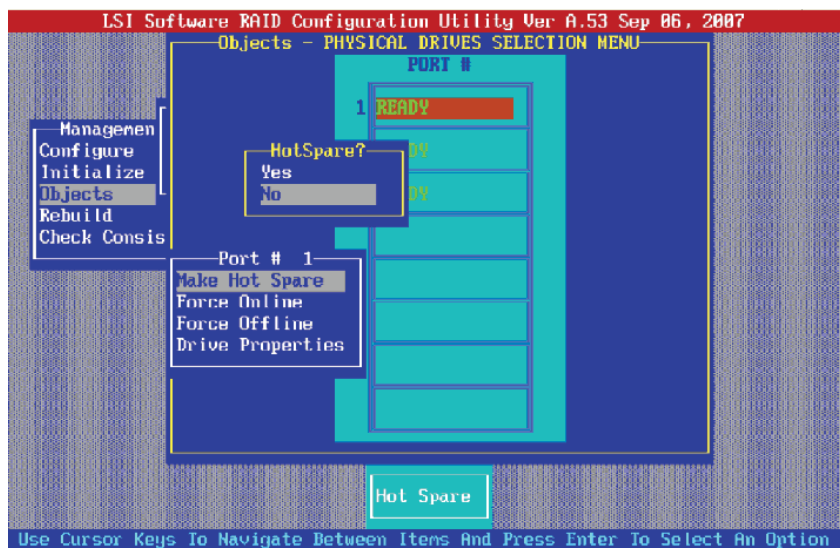 LSI Software RAID Configuration Utility Ver A.53 Sep 06, 2007
Objects - PHYSICAL DRIVES SELECTION MENU
PORT #
1 READY
Managemen
Configure
Initialize
Objects
Rebuild
Check Consis
HotSpare?
Yes
No
DY
DY
Port # 1
Make Hot Spare
Force Online
Force Offline
Drive Properties
Hot Spare
Use Cursor Keys To Navigate Between Items And Press Enter To Select An Option